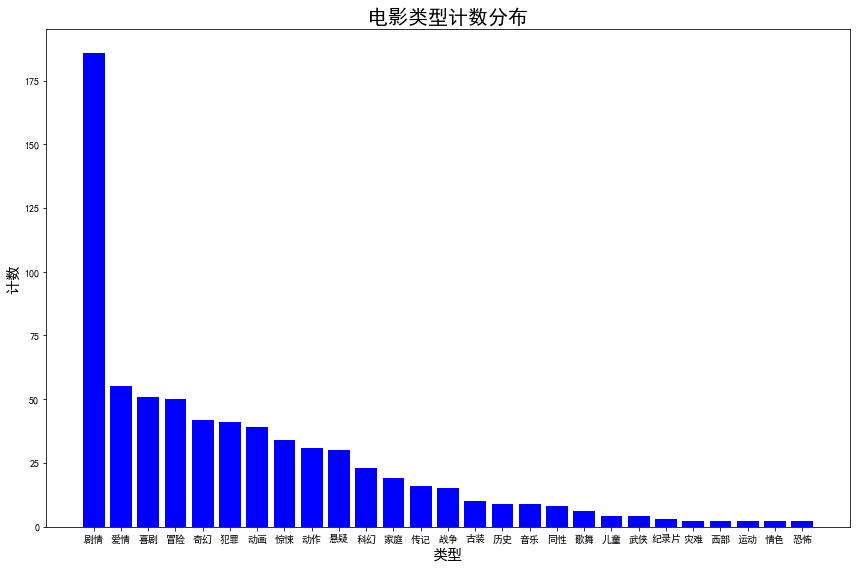 电影类型计数分布
计数
175
150
125
100
75
50
25
0
剧情 爱情 喜剧 冒险 奇幻 犯罪 动画 惊悚 动作 悬疑 科幻 家庭 传记 战争 古装 历史 音乐 同性 歌舞 儿童 武侠 纪录片 灾难 西部 运动 情色 恐怖
类型